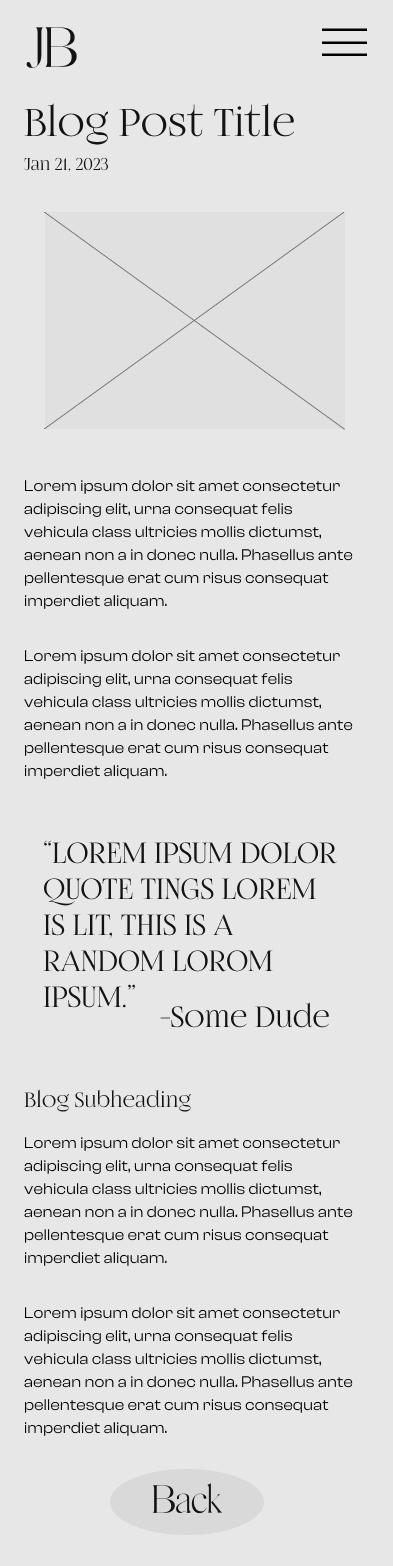 JB
Blog Post Title
Jan 21, 2023
Lorem ipsum dolor sit amet consectetur
adipiscing elit, urna consequat felis
vehicula class ultricies mollis dictumst,
aenean non a in donec nulla. Phasellus ante
pellentesque erat cum risus consequat
imperdiet aliquam.
Lorem ipsum dolor sit amet consectetur
adipiscing elit, urna consequat felis
vehicula class ultricies mollis dictumst,
aenean non a in donec nulla. Phasellus ante
pellentesque erat cum risus consequat
imperdiet aliquam.
“LOREM IPSUM DOLOR
QUOTE TINGS LOREM
IS LIT, THIS IS A
RANDOM LOROM
IPSUM.”
-Some Dude
Blog Subheading
Lorem ipsum dolor sit amet consectetur
adipiscing elit, urna consequat felis
vehicula class ultricies mollis dictumst,
aenean non a in donec nulla. Phasellus ante
pellentesque erat cum risus consequat
imperdiet aliquam.
Lorem ipsum dolor sit amet consectetur
adipiscing elit, urna consequat felis
vehicula class ultricies mollis dictumst,
aenean non a in donec nulla. Phasellus ante
pellentesque erat cum risus consequat
imperdiet aliquam.
Back